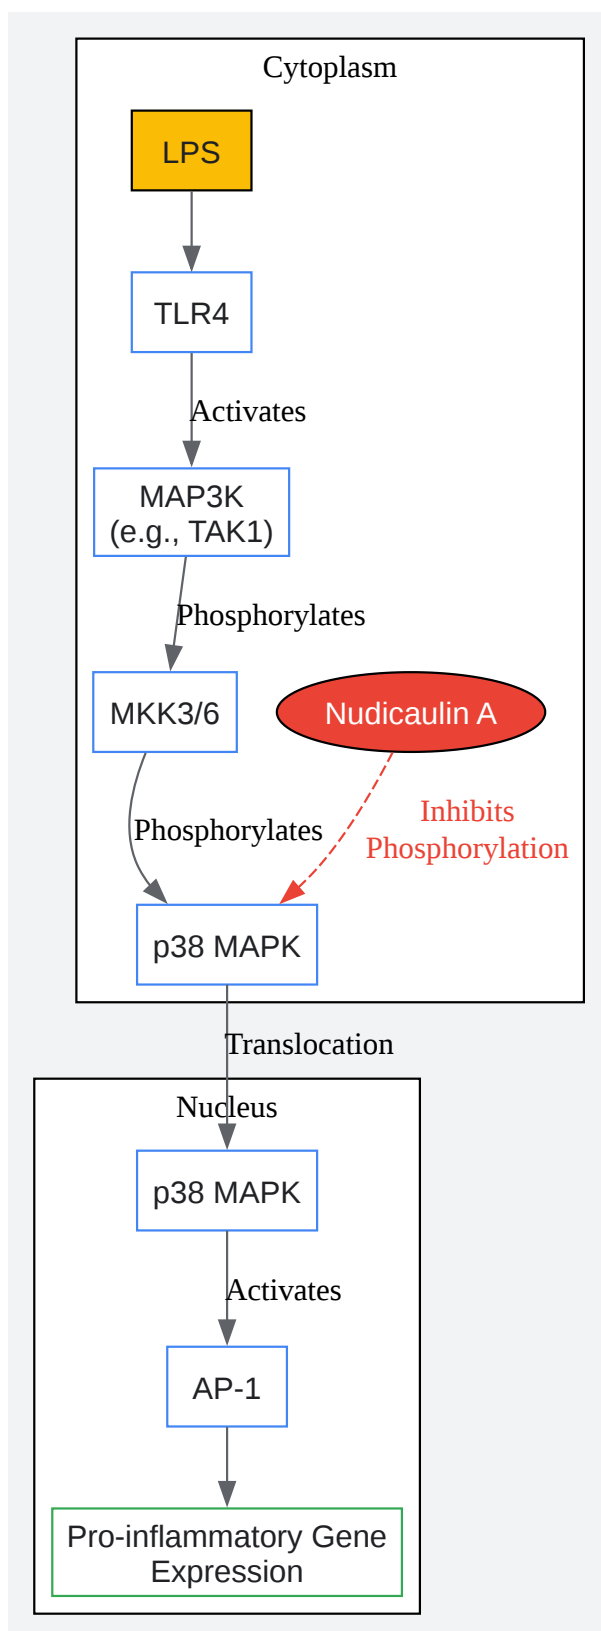 Cytoplasm
LPS
TLR4
Activates
MAP3K
(e.g., TAK1)
Phosphorylates
MKK3/6
Nudicaulin A
Phosphorylates
Inhibits
Phosphorylation
p38 MAPK
Translocation
Nucleus
p38 MAPK
Activates
AP-1
Pro-inflammatory Gene
Expression